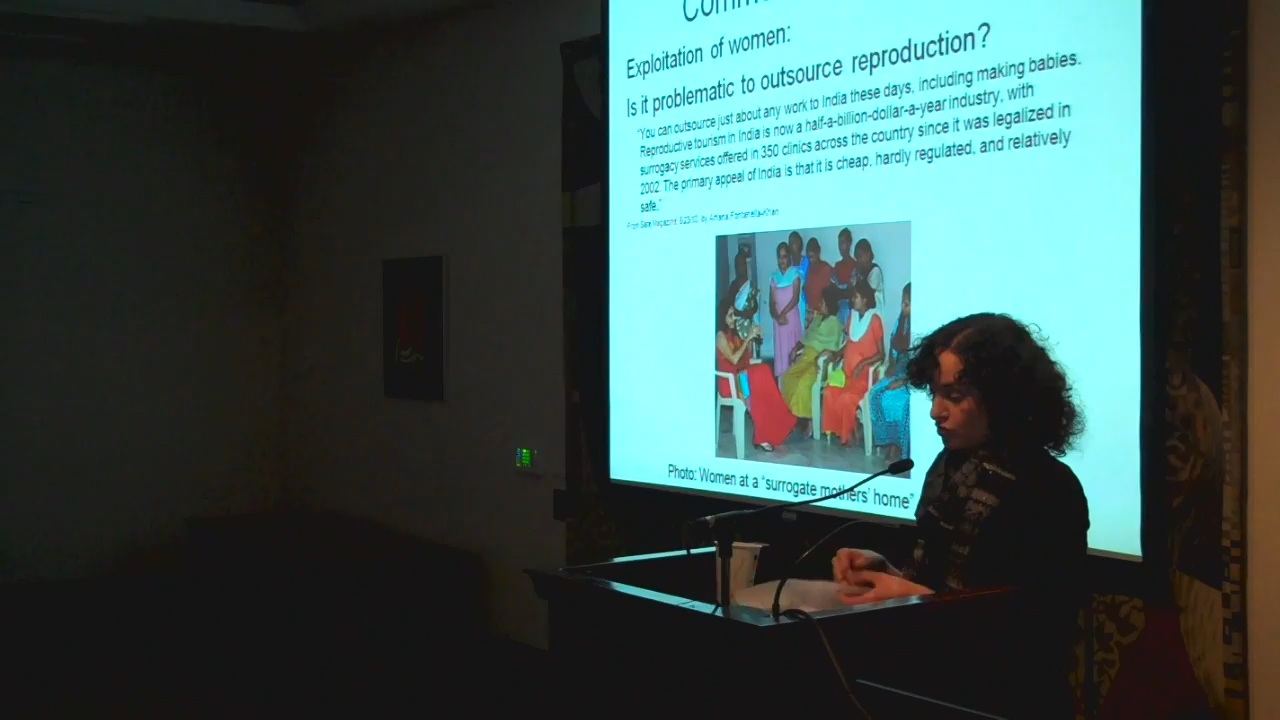 Exploitation of women:
Is it problematic to outsource reproduction?
"You can outsource just about any work to India these days, including making babies.
Reproductive tourism in India is now a half-a-billion-dollar-a-year industry, with
surrogacy services offered in 350 clinics across the country since it was legalized in
2002. The primary appeal of India is that it is cheap, hardly regulated, and relatively
safe."
Photo: Women at a "surrogate mothers' home"